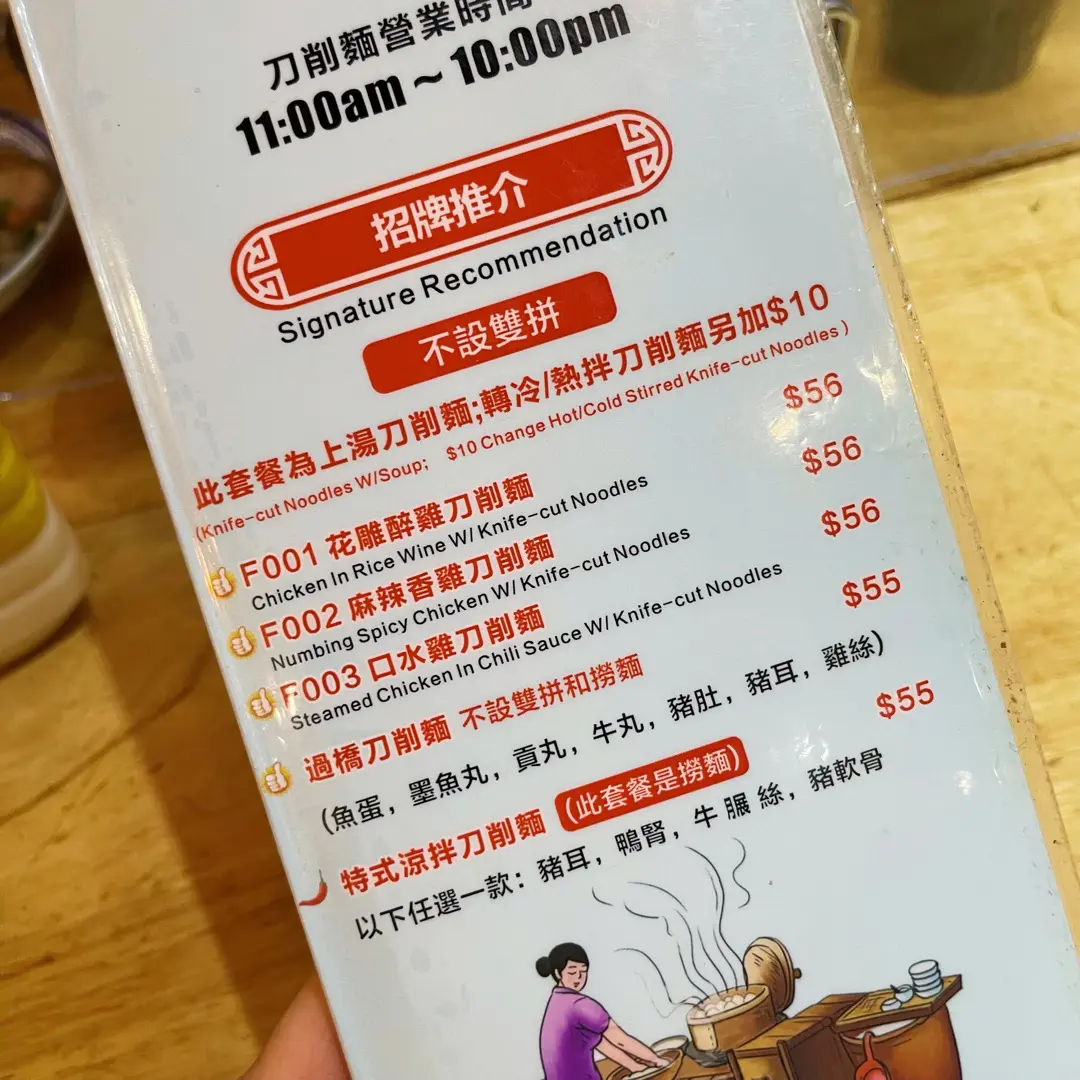 刀削麵營業時間
11:00am ~ 10:00pm
招牌推介
Signature Recommendation
不設雙拼
此套餐為上湯刀削麵;轉冷/熱拌刀削麵另加$10
(Knife-cut Noodles W/Soup; $10 Change Hot/Cold Stirred Knife-cut Noodles)
F001 花雕醉雞刀削麵 $56
Chicken In Rice Wine W/ Knife-cut Noodles
F002 麻辣香雞刀削麵 $56
Numbing Spicy Chicken W/ Knife-cut Noodles
F003 口水雞刀削麵 $56
Steamed Chicken In Chili Sauce W/ Knife-cut Noodles
過橋刀削麵 不設雙拼和撈麵 $55
(魚蛋, 墨魚丸, 貢丸, 牛丸, 豬肚, 豬耳, 雞絲)
特式涼拌刀削麵 (此套餐是撈麵) $55
以下任選一款: 豬耳, 鴨腎, 牛𦟌絲, 豬軟骨